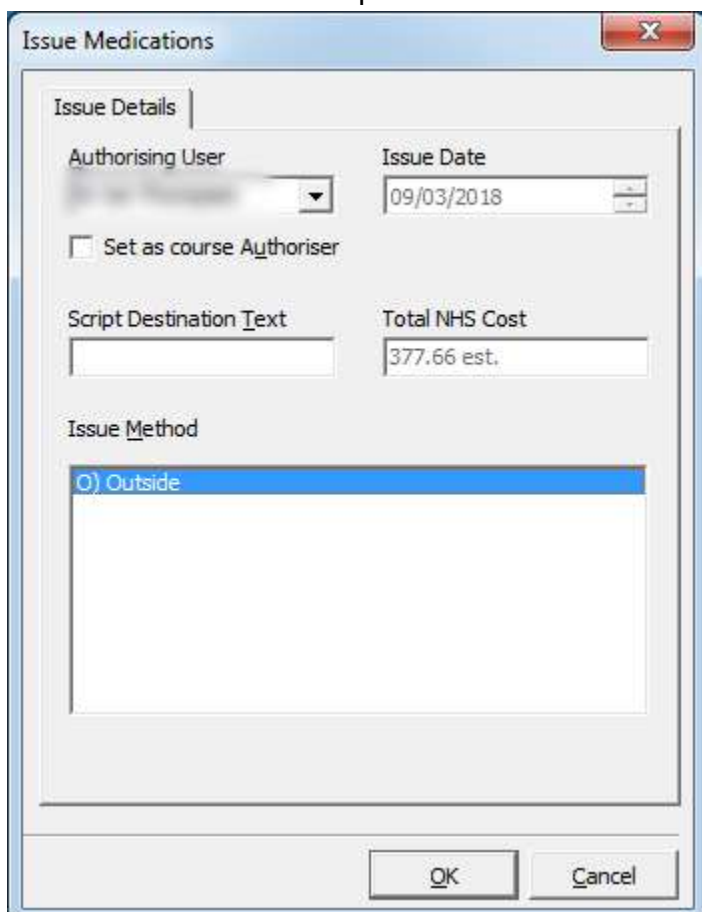 Issue Medications
Issue Details
Authorising User
Issue Date
09/03/2018
Set as course Authoriser
Script Destination Text
Total NHS Cost
377.66 est.
Issue Method
O) Outside
OK
Cancel